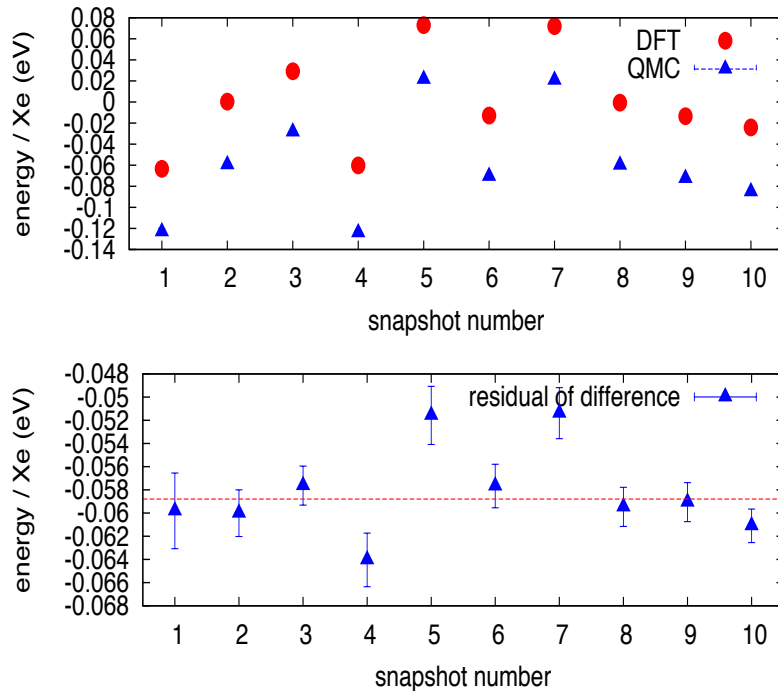 energy / Xe (eV)
0.08
0.06
0.04
0.02
0
-0.02
-0.04
-0.06
-0.08
-0.1
-0.12
-0.14
DFT
QMC
1 2 3 4 5 6 7 8 9 10
snapshot number
energy / Xe (eV)
-0.048
-0.05
-0.052
-0.054
-0.056
-0.058
-0.06
-0.062
-0.064
-0.066
-0.068
residual of difference
1 2 3 4 5 6 7 8 9 10
snapshot number